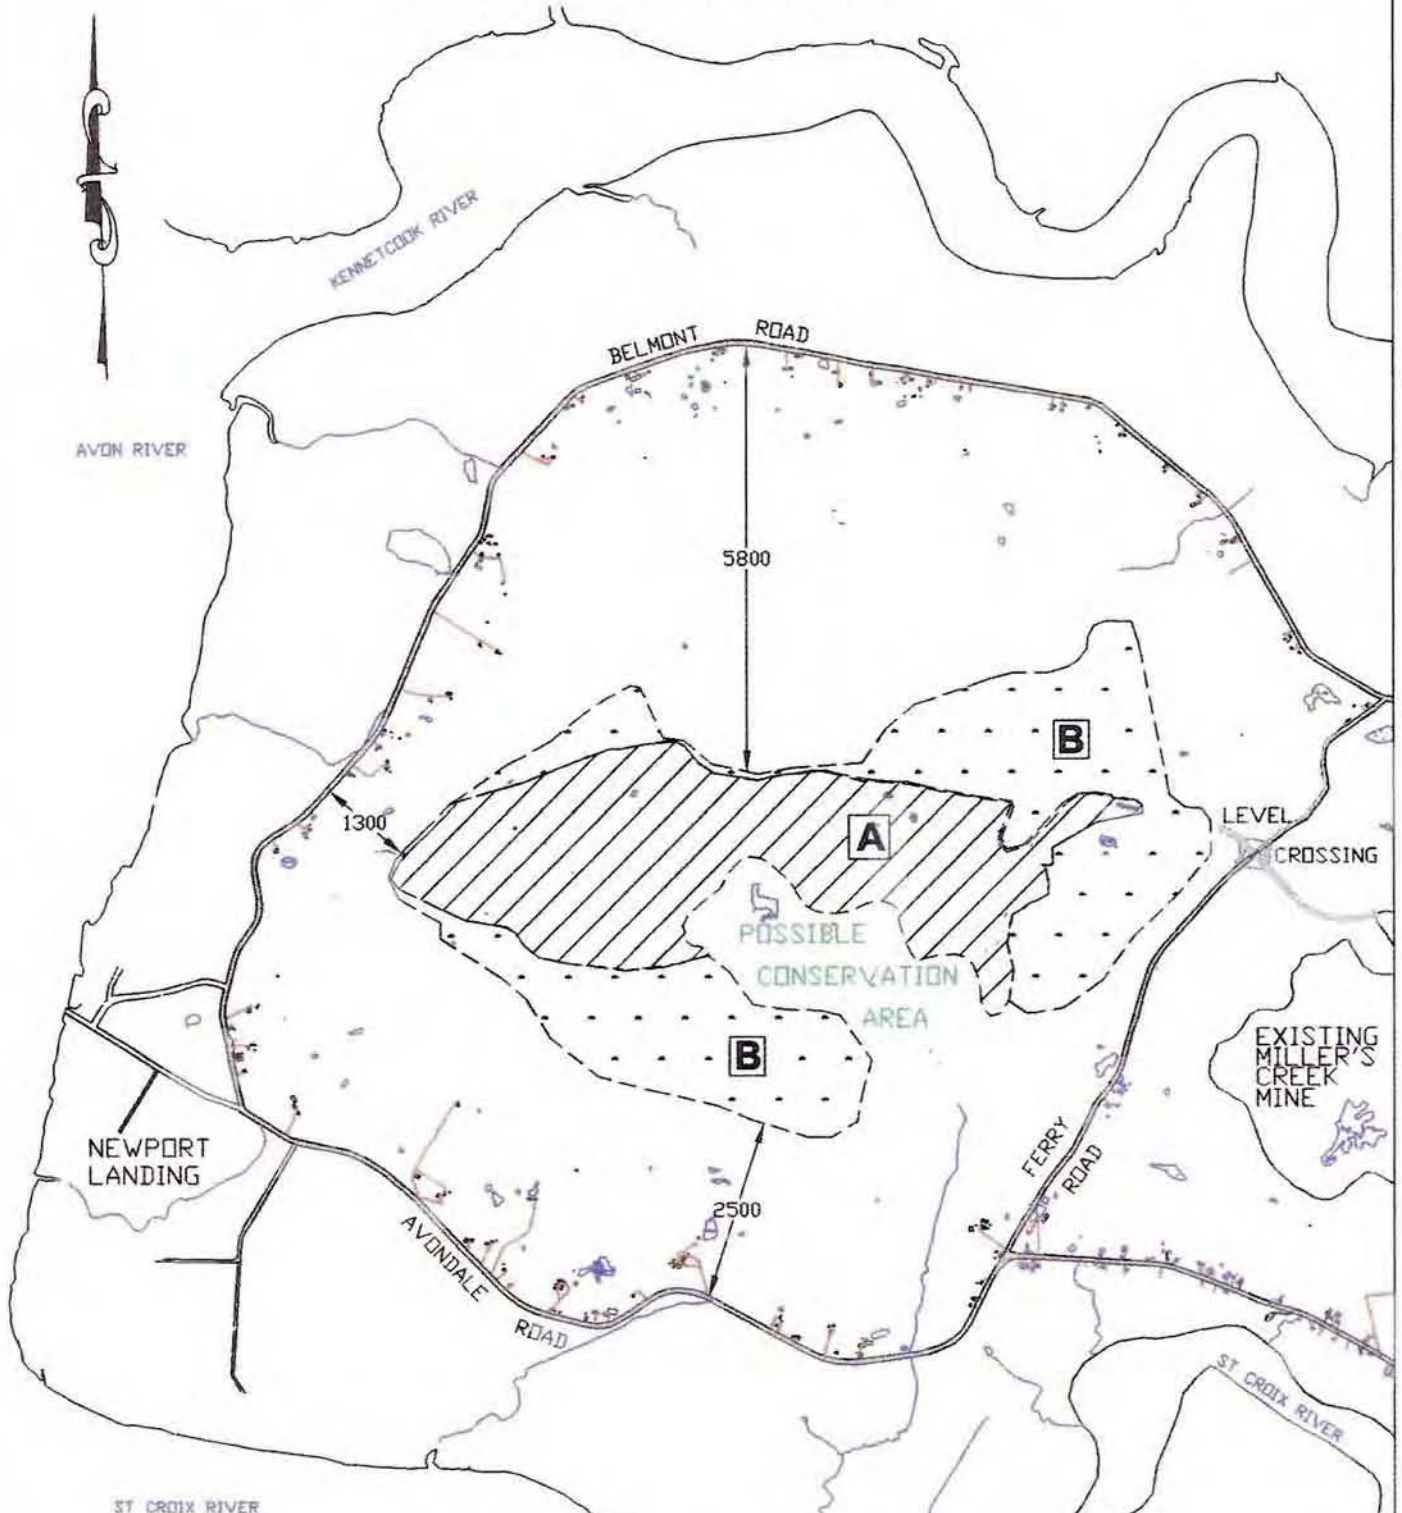 KENNETCOOK RIVER
BELMONT ROAD
AVON RIVER
5800
B
1300
A
LEVEL
CROSSING
POSSIBLE
CONSERVATION
AREA
B
EXISTING
MILLER'S
CREEK
MINE
NEWPORT
LANDING
FERRY
ROAD
2500
AVONDALE
ROAD
ST CROIX RIVER
ST CROIX RIVER